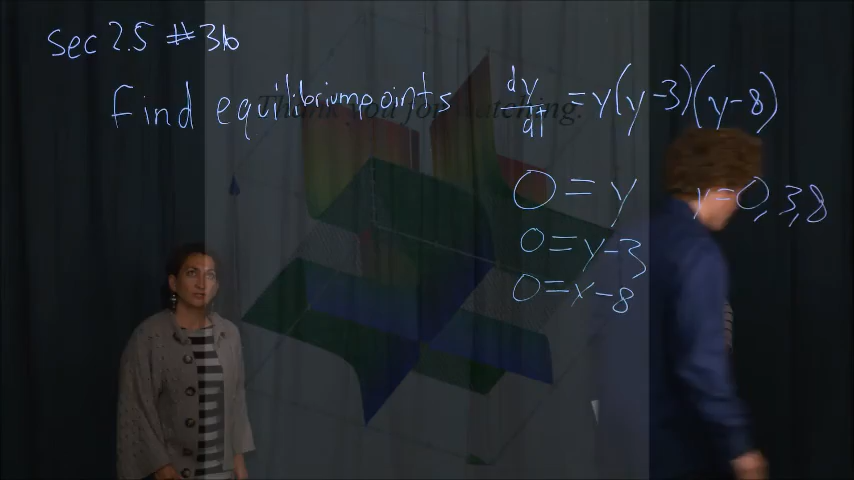 Sec 2.5 #3b
Find equilibrium points dy/dt = y(y-3)(y-8)
Thank you for watching.
0 = y
y=0, 3, 8
0 = y-3
0 = y-8